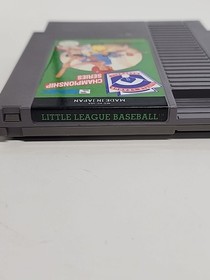 CHAMPIONSHIP
SERIES
MADE IN JAPAN
LITTLE LEAGUE BASEBALL